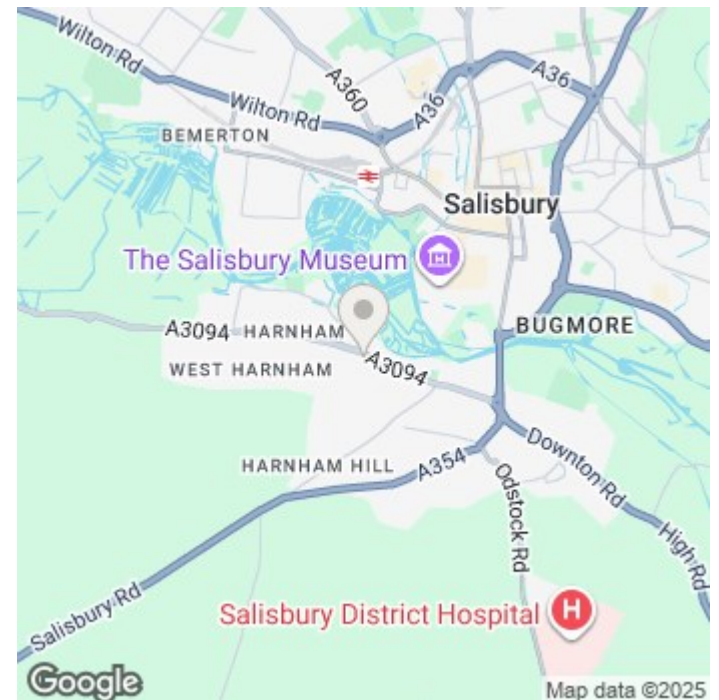 Wilton Rd
A360
A36
A36
Wilton Rd
BEMERTON
Salisbury
The Salisbury Museum
A3094 HARNHAM
BUGMORE
WEST HARNHAM
A3094
HARNHAM HILL
A354
Downton Rd
Odstock Rd
High Rd
Salisbury Rd
Salisbury District Hospital
H
Google
Map data ©2025